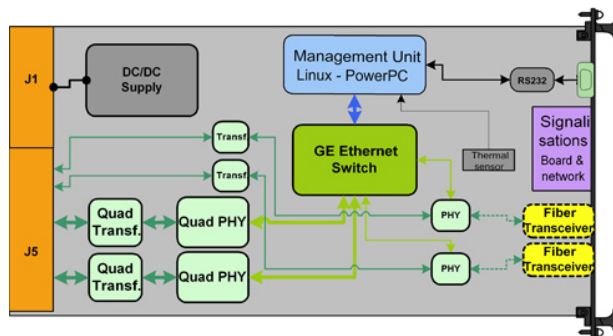 J1
DC/DC
Supply
Management Unit
Linux - PowerPC
RS232
Signali
sations
Board &
network
Thermal
sensor
GE Ethernet
Switch
Transf.
Transf.
J5
Quad
Transf.
Quad PHY
PHY
Fiber
Transceiver
Quad
Transf.
Quad PHY
PHY
Fiber
Transceiver